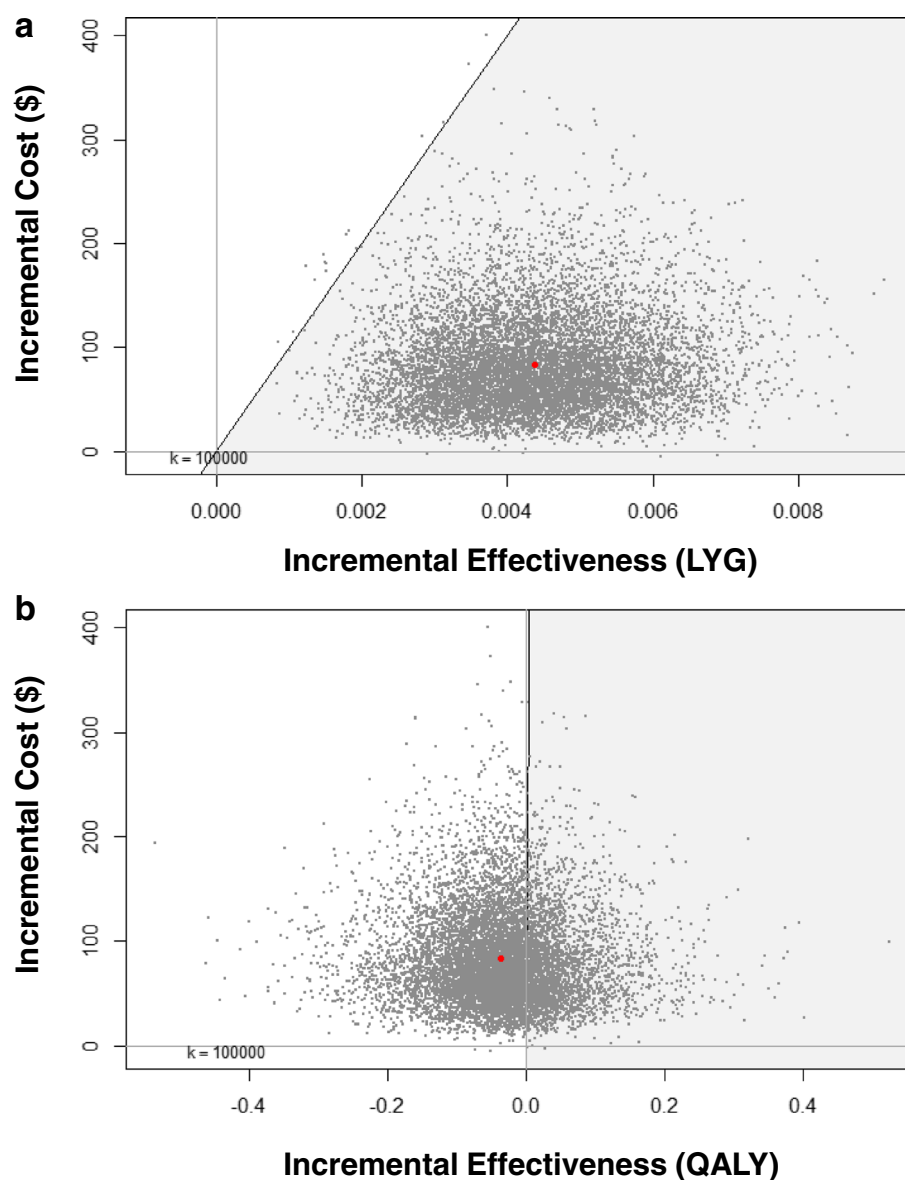 a
Incremental Cost ($)
400
300
200
100
0
k = 100000
0.000 0.002 0.004 0.006 0.008
Incremental Effectiveness (LYG)
b
Incremental Cost ($)
400
300
200
100
0
k = 100000
-0.4 -0.2 0.0 0.2 0.4
Incremental Effectiveness (QALY)